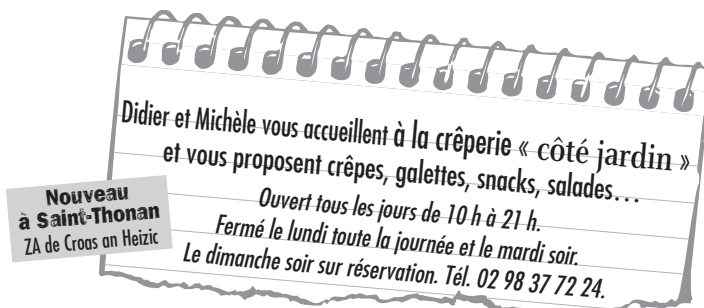 Didier et Michèle vous accueillent à la crêperie « côté jardin »
et vous proposent crêpes, galettes, snacks, salades…
Ouvert tous les jours de 10 h à 21 h.
Fermé le lundi toute la journée et le mardi soir.
Le dimanche soir sur réservation. Tél. 02 98 37 72 24.
Nouveau
à Saint-Thonan
ZA de Croas an Heizic